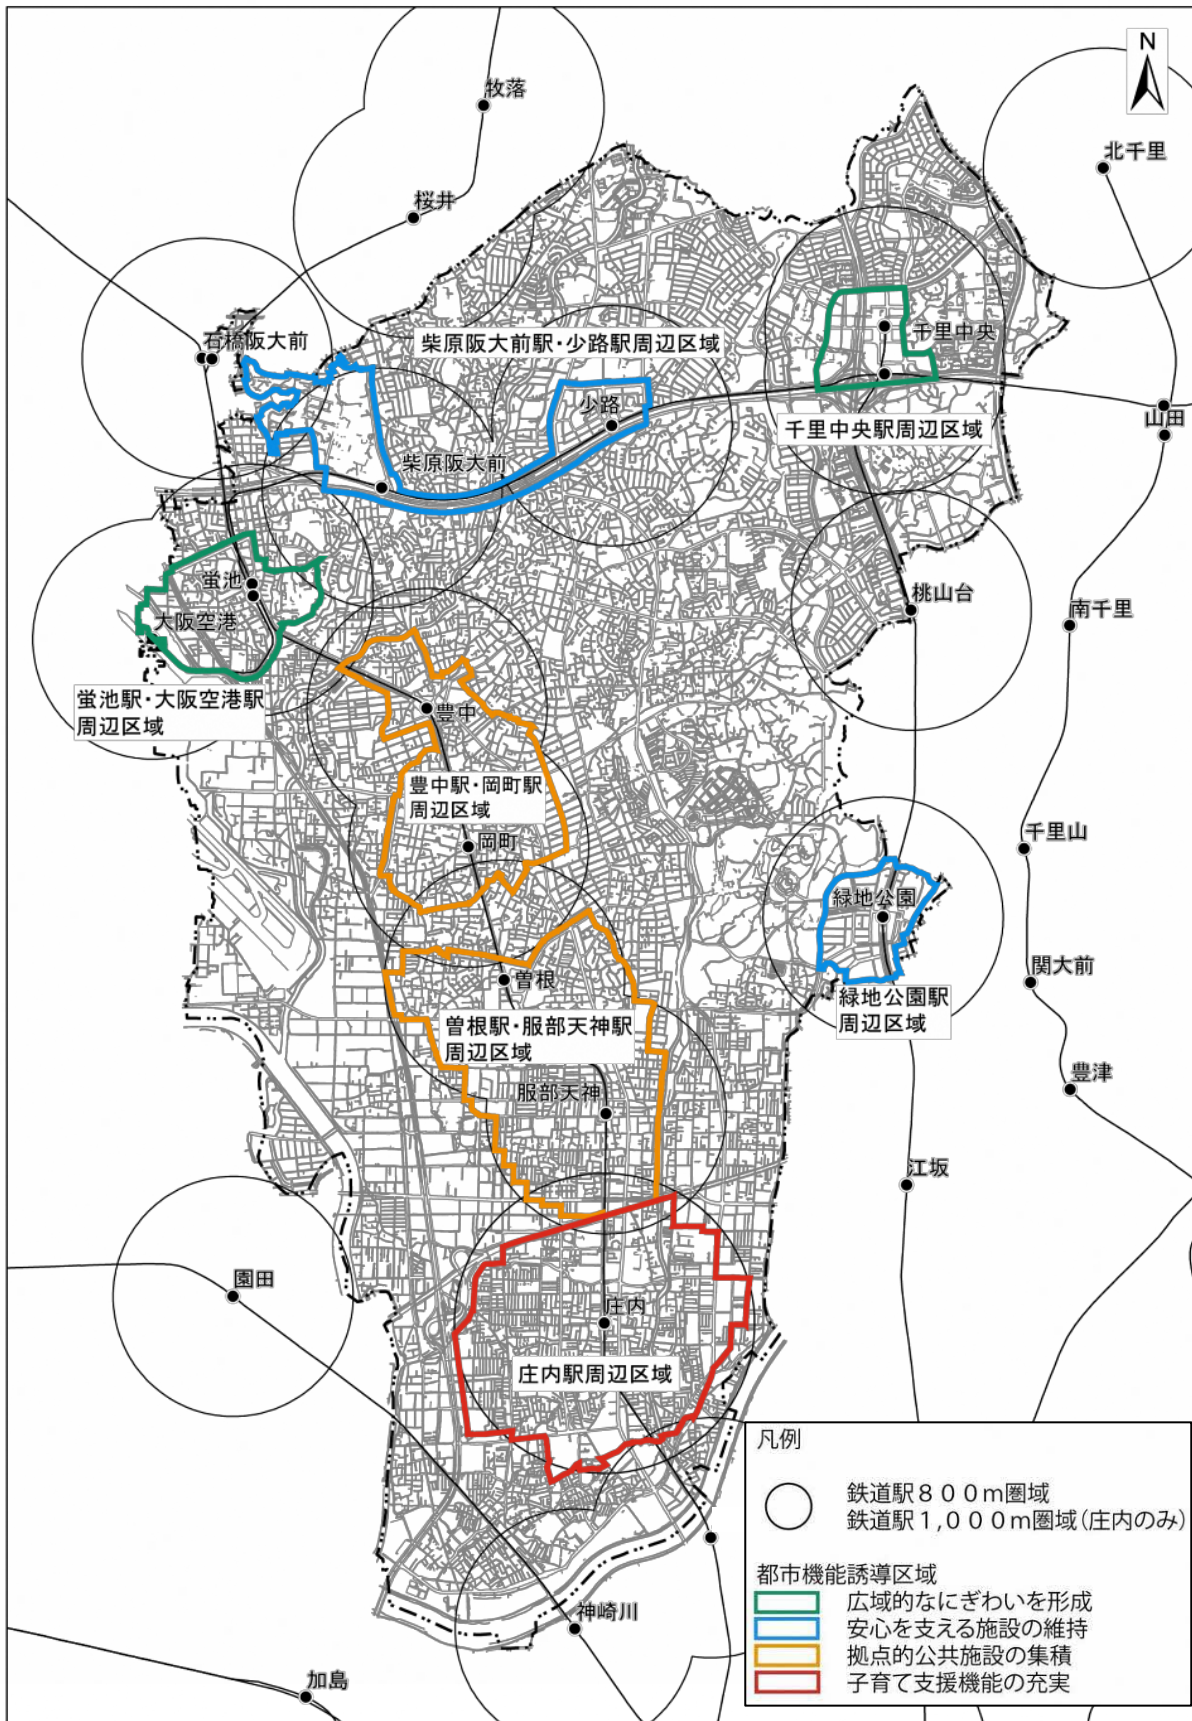 N
牧落
北千里
桜井
石橋阪大前
柴原阪大前駅・少路駅周辺区域
千里中央
少路
山田
千里中央駅周辺区域
柴原阪大前
蛍池
大阪空港
桃山台
南千里
蛍池駅・大阪空港駅
周辺区域
豊中
豊中駅・岡町駅
周辺区域
岡町
千里山
緑地公園
曽根
関大前
緑地公園駅
周辺区域
曽根駅・服部天神駅
周辺区域
豊津
服部天神
江坂
園田
庄内
庄内駅周辺区域
神崎川
加島
凡例
鉄道駅800m圏域
鉄道駅1,000m圏域(庄内のみ)
都市機能誘導区域
広域的なにぎわいを形成
安心を支える施設の維持
拠点的公共施設の集積
子育て支援機能の充実